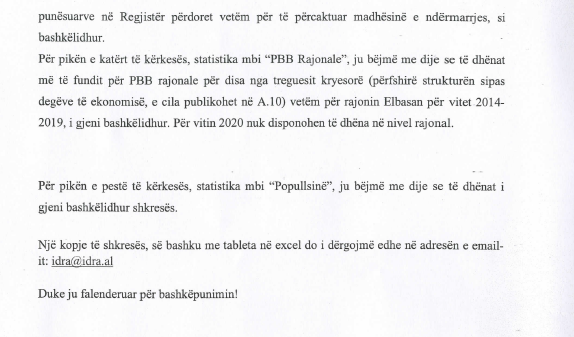 punësuarve në Regjistër përdoret vetëm për të përcaktuar madhësinë e ndërmarrjes, si
bashkëlidhur.
Për pikën e katërt të kërkesës, statistika mbi “PBB Rajonale”, ju bëjmë me dije se të dhënat
më të fundit për PBB rajonale për disa nga treguesit kryesorë (përfshirë strukturën sipas
degëve të ekonomisë, e cila publikohet në A.10) vetëm për rajonin Elbasan për vitet 2014-
2019, i gjeni bashkëlidhur. Për vitin 2020 nuk disponohen të dhëna në nivel rajonal.
Për pikën e pestë të kërkesës, statistika mbi “Popullsinë”, ju bëjmë me dije se të dhënat i
gjeni bashkëlidhur shkresës.
Një kopje të shkresës, së bashku me tabelat në excel do i dërgojmë edhe në adresën e email-
it: idra@idra.al
Duke ju falenderuar për bashkëpunimin!